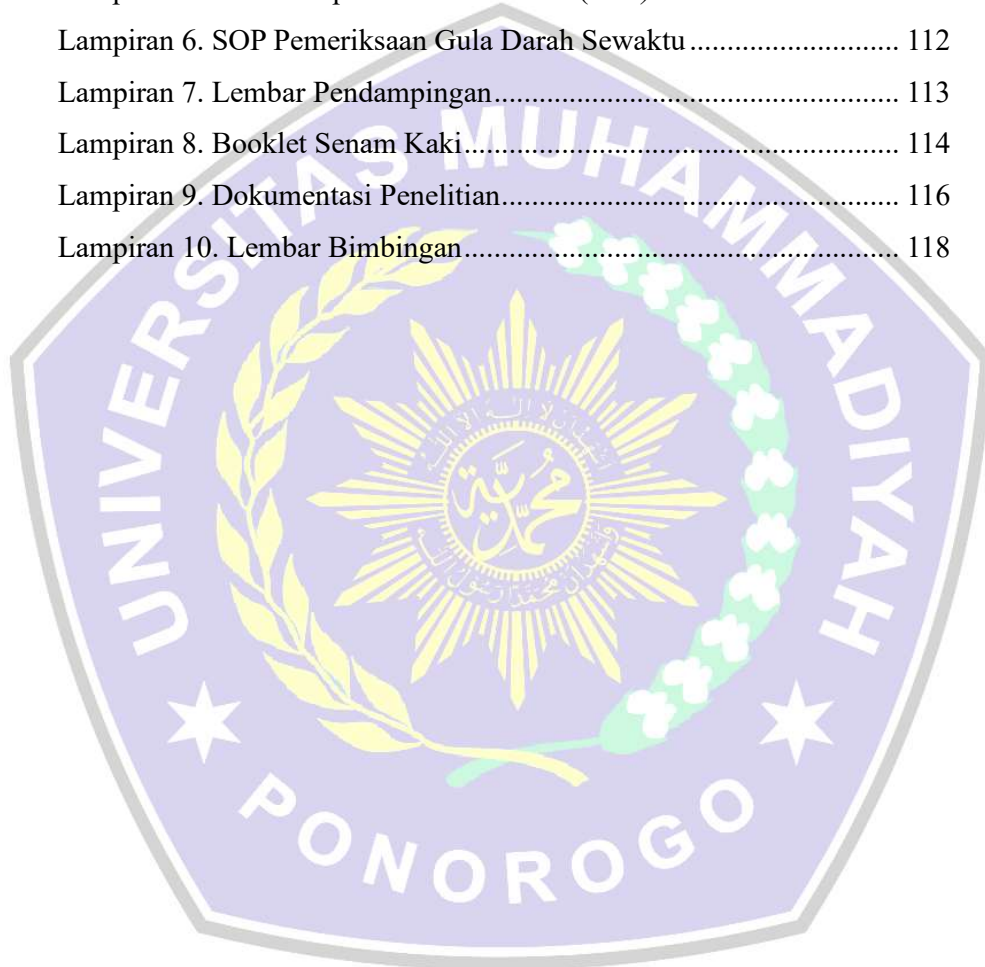 Lampiran 6. SOP Pemeriksaan Gula Darah Sewaktu ........................... 112
Lampiran 7. Lembar Pendampingan.................................................... 113
Lampiran 8. Booklet Senam Kaki........................................................ 114
Lampiran 9. Dokumentasi Penelitian................................................... 116
Lampiran 10. Lembar Bimbingan........................................................ 118
UNIVERSITAS MUHAMMADIYAH
PONOROGO